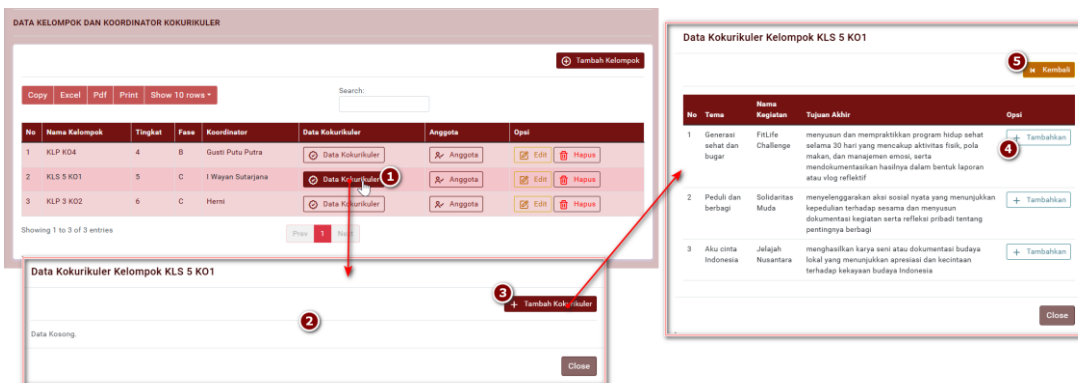 DATA KELOMPOK DAN KOORDINATOR KOKURIKULER
Tambah Kelompok
Copy Excel Pdf Print Show 10 rows
Search:
No Nama Kelompok Tingkat Fase Koordinator Data Kokurikuler Anggota Opsi
1 KLP KO4 4 B Gusti Putu Putra Data Kokurikuler Anggota Edit Hapus
2 KLS 5 KO1 5 C I Wayan Sutarjana Data Kokurikuler 1 Anggota Edit Hapus
3 KLP 3 KO2 6 C Herni Data Kokurikuler Anggota Edit Hapus
Showing 1 to 3 of 3 entries
Prev 1 Next
Data Kokurikuler Kelompok KLS 5 KO1
3
+ Tambah Kokurikuler
2
Data Kosong.
Close
Data Kokurikuler Kelompok KLS 5 KO1
5
Kembali
No Tema Nama Kegiatan Tujuan Akhir Opsi
1 Generasi sehat dan bugar FitLife Challenge menyusun dan mempraktikkan program hidup sehat
selama 30 hari yang mencakup aktivitas fisik, pola
makan, dan manajemen emosi, serta
mendokumentasikan hasilnya dalam bentuk laporan
atau vlog reflektif
+ Tambahkan
4
2 Peduli dan berbagi Solidaritas Muda menyelenggarakan aksi sosial nyata yang menunjukkan
kepedulian terhadap sesama dan menyusun
dokumentasi kegiatan serta refleksi pribadi tentang
pentingnya berbagi
+ Tambahkan
3 Aku cinta Indonesia Jelajah Nusantara menghasilkan karya seni atau dokumentasi budaya
lokal yang menunjukkan apresiasi dan kecintaan
terhadap kekayaan budaya Indonesia
+ Tambahkan
Close